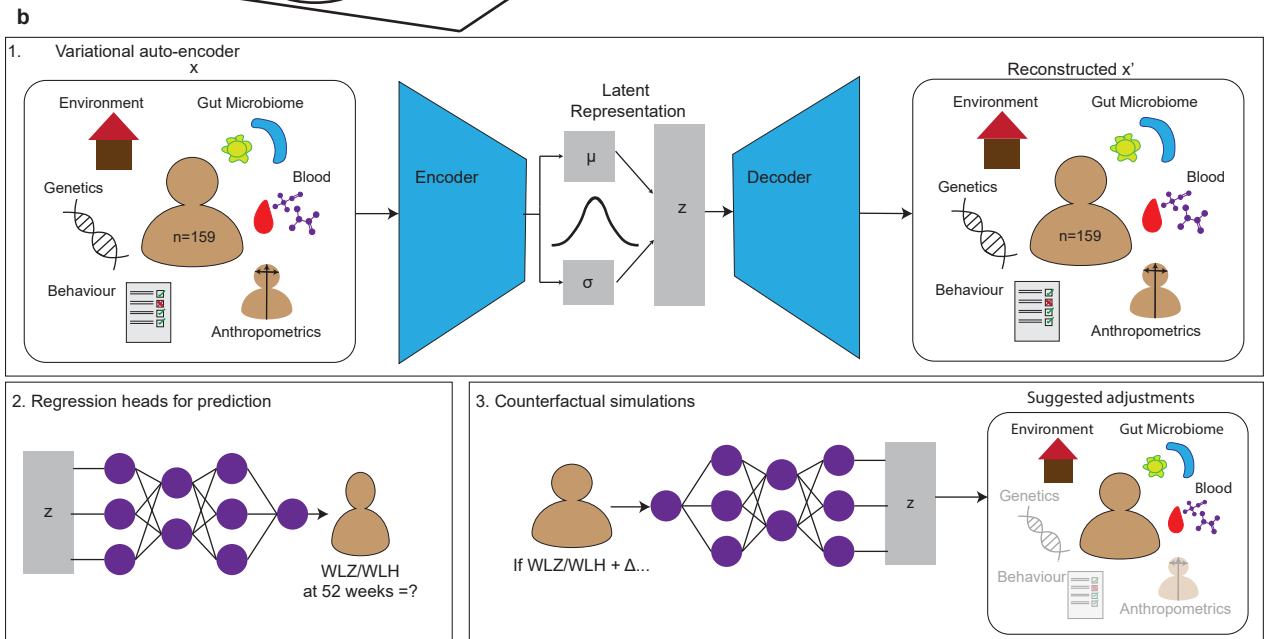 b
1.
Variational auto-encoder
x
Environment
Gut Microbiome
Genetics
Blood
n=159
Behaviour
Anthropometrics
Encoder
Latent
Representation
μ
σ
z
Decoder
Reconstructed x'
Environment
Gut Microbiome
Genetics
Blood
n=159
Behaviour
Anthropometrics
2. Regression heads for prediction
z
WLZ/WLH
at 52 weeks =?
3. Counterfactual simulations
If WLZ/WLH + Δ...
z
Suggested adjustments
Environment
Gut Microbiome
Genetics
Blood
Behaviour
Anthropometrics